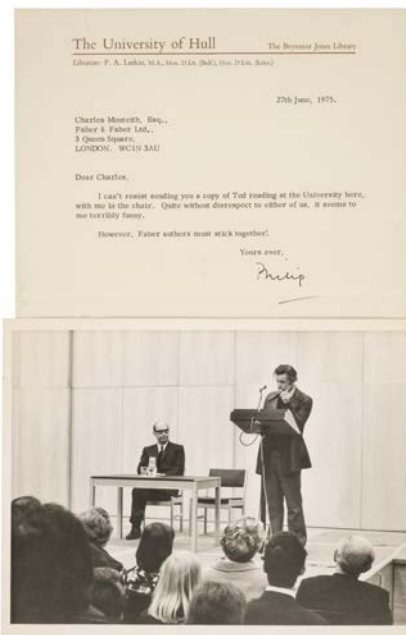 The University of Hull
The Brynmor Jones Library
Librarian: P. A. Larkin, M.A., Hon. D.Lit. (Belf.), Hon. D.Litt. (Leics.)
27th June, 1975.
Charles Monteith, Esq.,
Faber & Faber Ltd.,
3 Queen Square,
LONDON. WC1N 3AU
Dear Charles,
I can't resist sending you a copy of Ted reading at the University here,
with me in the chair. Quite without disrespect to either of us, it seems to
me terribly funny.
However, Faber authors must stick together!
Yours ever,
Philip